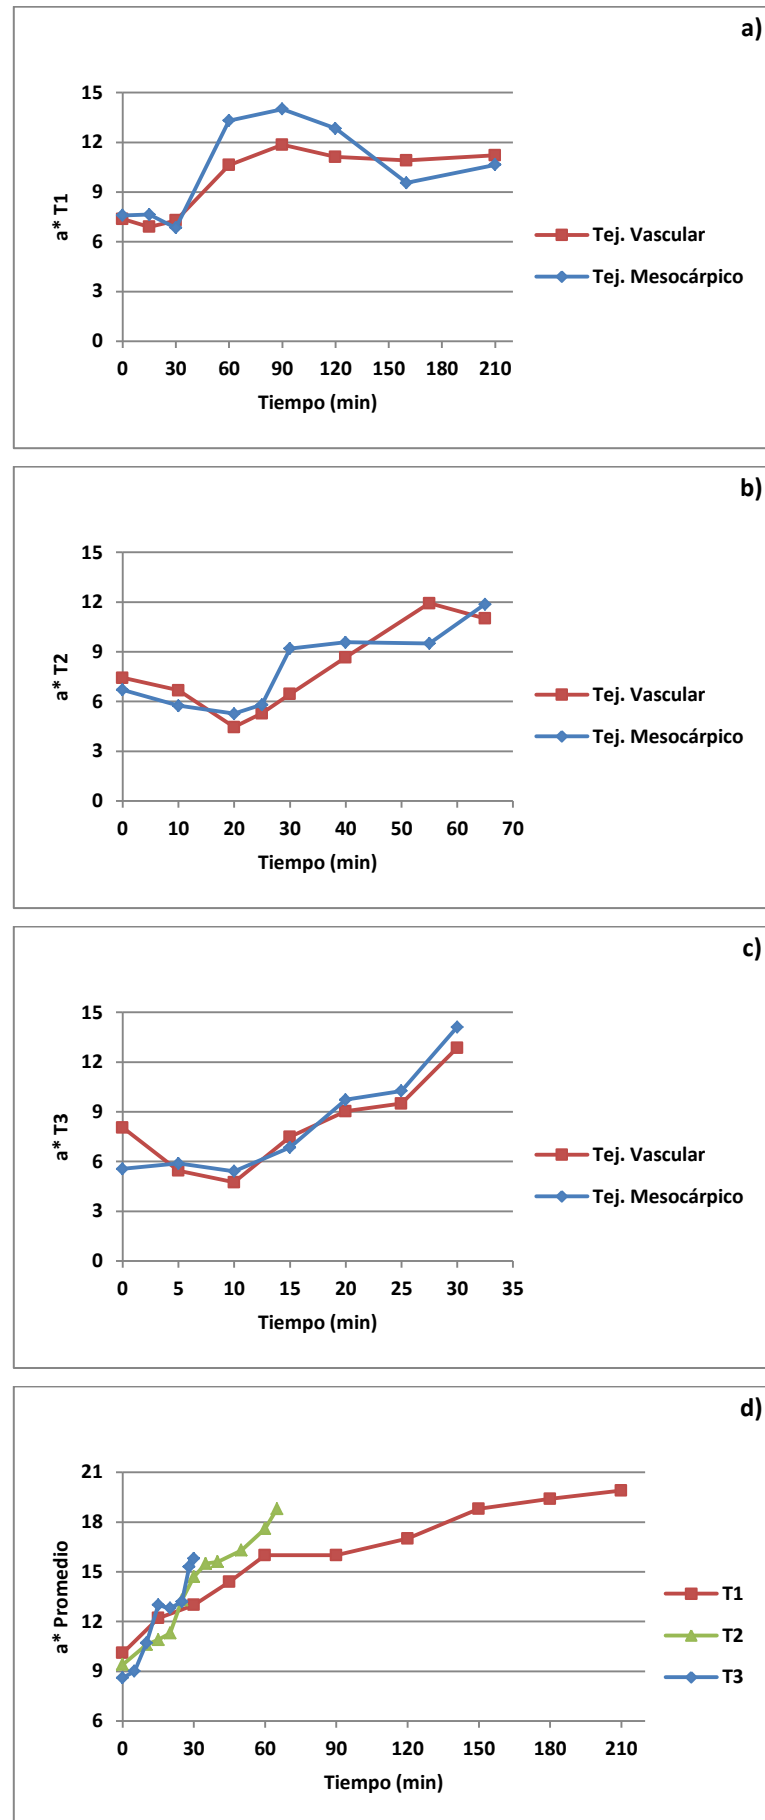 a)
15
12
9
6
3
0
a* T1
0 30 60 90 120 150 180 210
Tiempo (min)
Tej. Vascular
Tej. Mesocárpico
b)
15
12
9
6
3
0
a* T2
0 10 20 30 40 50 60 70
Tiempo (min)
Tej. Vascular
Tej. Mesocárpico
c)
15
12
9
6
3
0
a* T3
0 5 10 15 20 25 30 35
Tiempo (min)
Tej. Vascular
Tej. Mesocárpico
d)
21
18
15
12
9
6
a* Promedio
0 30 60 90 120 150 180 210
Tiempo (min)
T1
T2
T3